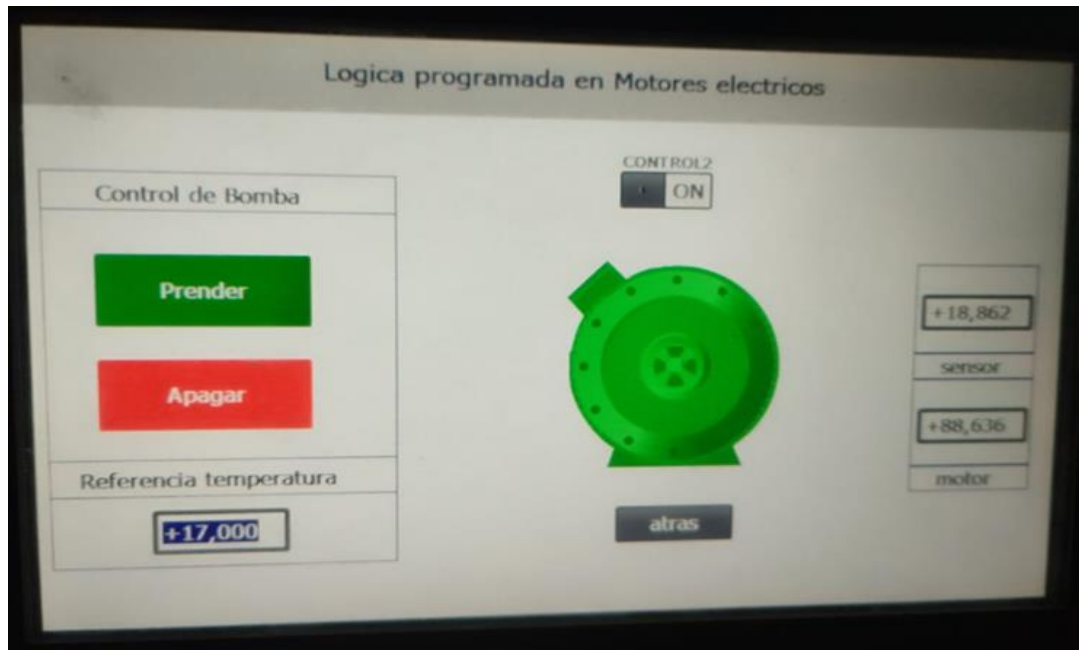 Logica programada en Motores electricos
CONTROL2
ON
Control de Bomba
Prender
Apagar
Referencia temperatura
+17,000
+18,862
sensor
+88,636
motor
atras